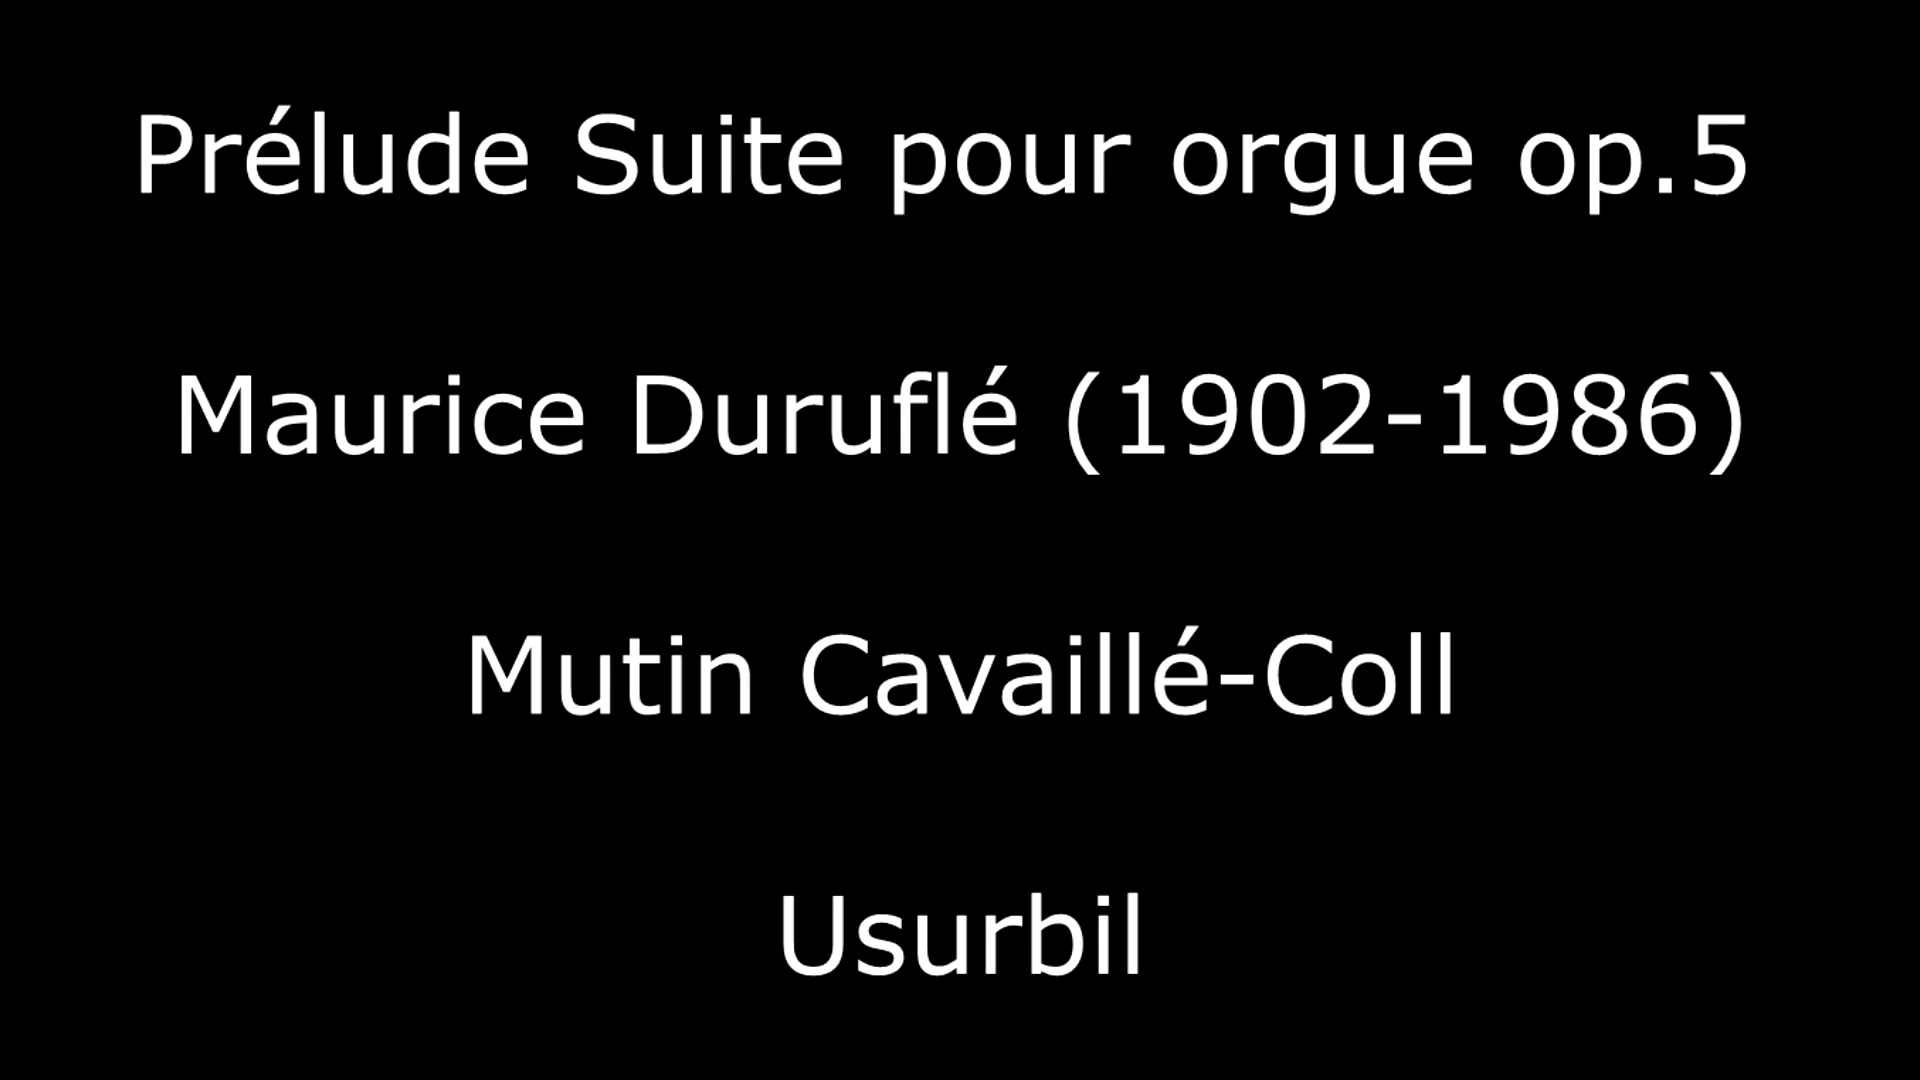 Prélude Suite pour orgue op.5
Maurice Duruflé (1902-1986)
Mutin Cavaillé-Coll
Usurbil